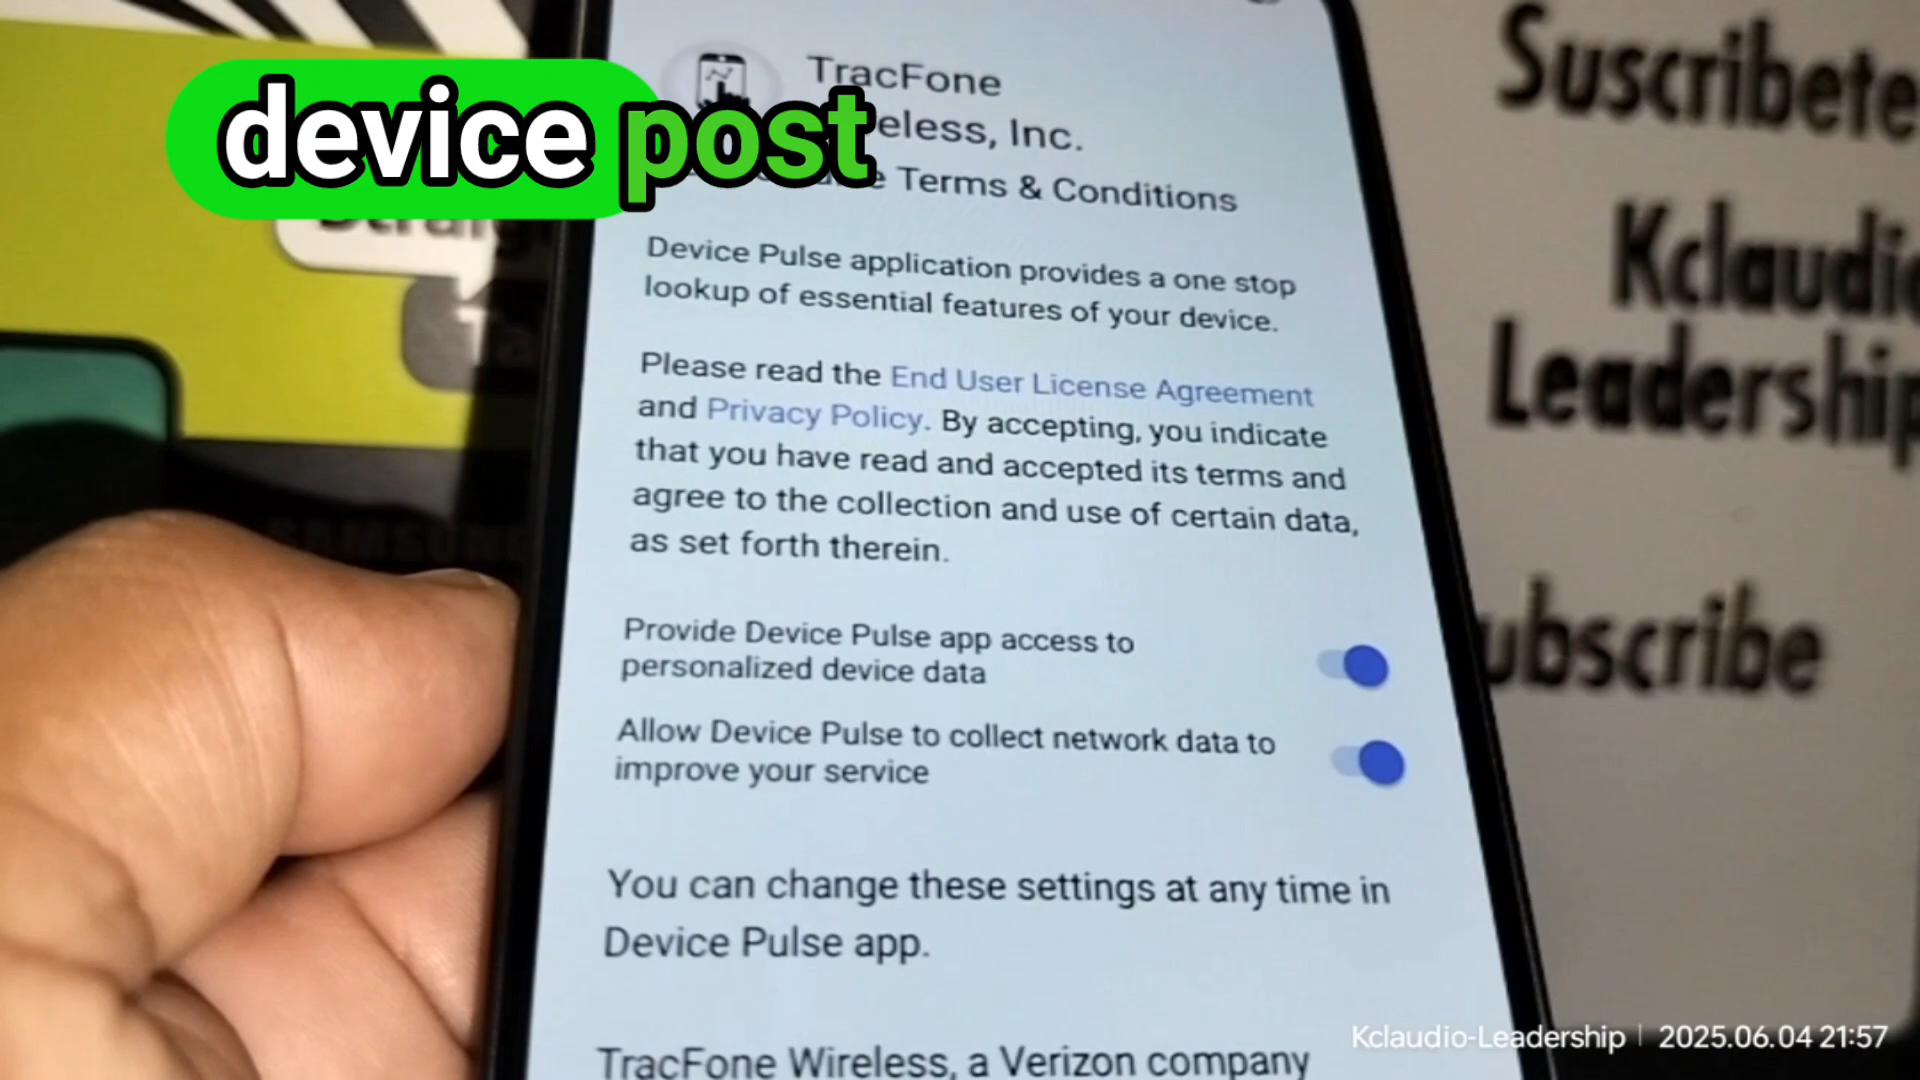 device post
TracFone
eless, Inc.
Terms & Conditions
Device Pulse application provides a one stop
lookup of essential features of your device.
Please read the End User License Agreement
and Privacy Policy. By accepting, you indicate
that you have read and accepted its terms and
agree to the collection and use of certain data,
as set forth therein.
Provide Device Pulse app access to
personalized device data
Allow Device Pulse to collect network data to
improve your service
You can change these settings at any time in
Device Pulse app.
TracFone Wireless, a Verizon company
Suscribete
Kclaudio
Leadership
ubscribe
SAMSUNG
Kclaudio-Leadership | 2025.06.04 21:57